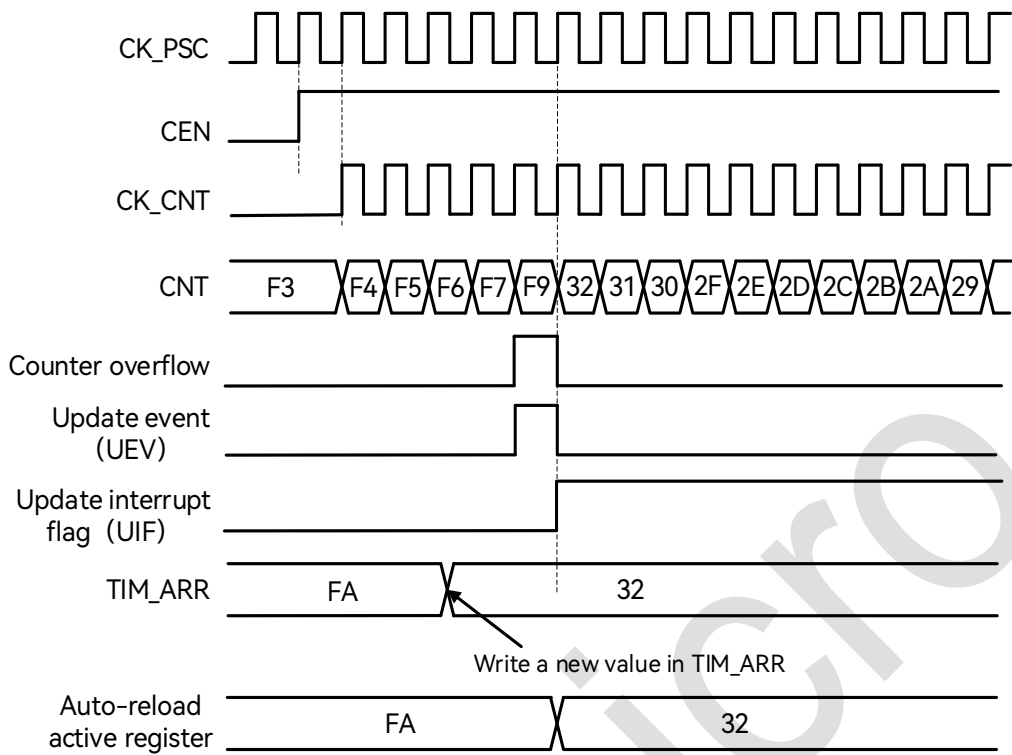 CK_PSC
CEN
CK_CNT
CNT
F3 F4 F5 F6 F7 F9 32 31 30 2F 2E 2D 2C 2B 2A 29
Counter overflow
Update event
（UEV）
Update interrupt
flag（UIF）
TIM_ARR
FA 32
Write a new value in TIM_ARR
Auto-reload
active register
FA 32
icro